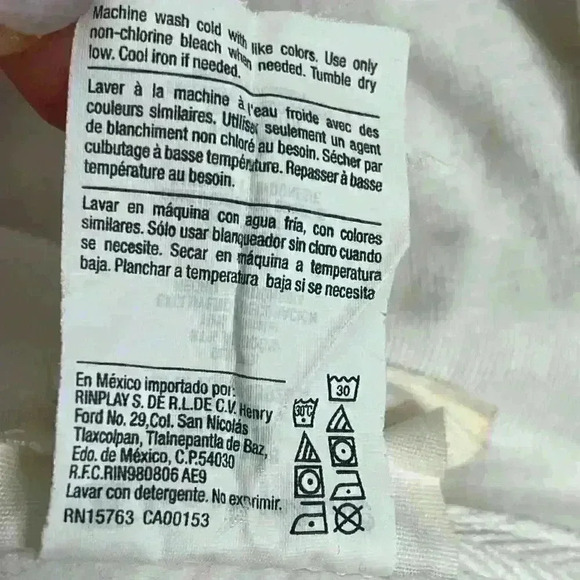 Machine wash cold with like colors. Use only
non-chlorine bleach when needed. Tumble dry
low. Cool iron if needed.
Laver à la machine à l'eau froide avec des
couleurs similaires. Utiliser seulement un agent
de blanchiment non chloré au besoin. Sécher par
culbutage à basse température. Repasser à basse
température au besoin.
Lavar en máquina con agua fría, con colores
similares. Sólo usar blanqueador sin cloro cuando
se necesite. Secar en máquina a temperatura
baja. Planchar a temperatura baja si se necesita
En México importado por:
RINPLAY S. DE R.L.DE C.V. Henry
Ford No. 29,Col. San Nicolás
Tlaxcolpan, Tlalnepantla de Baz,
Edo. de México, C.P.54030
R.F.C.RIN980806 AE9
Lavar con detergente. No exprimir.
RN15763 CA00153
30
30°C